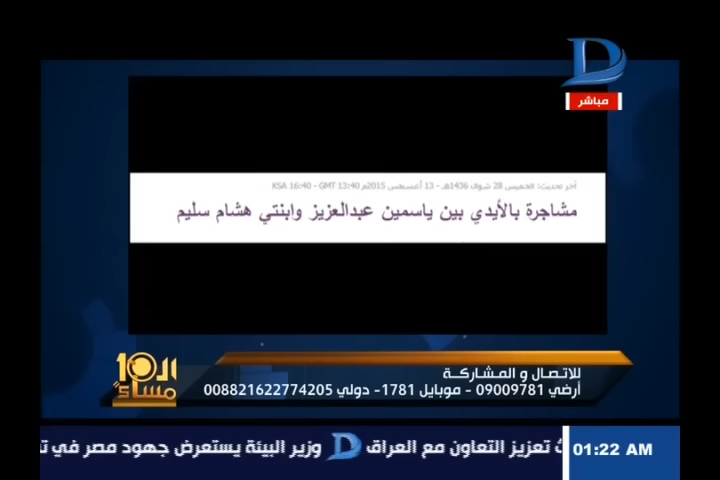 مباشر
آخر تحديث: الخميس 28 شوال 1436هـ - 13 أغسطس 2015م KSA 16:40 - GMT 13:40
مشاجرة بالأيدي بين ياسمين عبدالعزيز وابنتي هشام سليم
العاشرة 10 مساءً
للاتصال و المشاركة
أرضي 09009781 - موبايل 1781- دولي 008821622774205
تعزيز التعاون مع العراق
وزير البيئة يستعرض جهود مصر في
01:22 AM